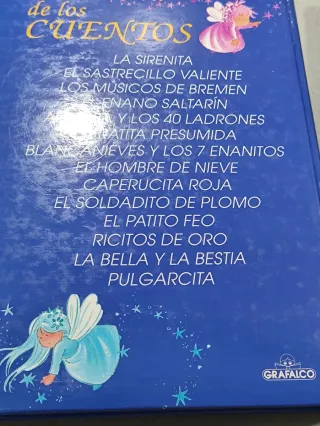 de los
CUENTOS
LA SIRENITA
EL SASTRECILLO VALIENTE
LOS MÚSICOS DE BREMEN
ENANO SALTARÍN
Y LOS 40 LADRONES
PRESUMIDA
Y LOS 7 ENANITOS
EL HOMBRE DE NIEVE
CAPERUCITA ROJA
EL SOLDADITO DE PLOMO
EL PATITO FEO
RICITOS DE ORO
LA BELLA Y LA BESTIA
PULGARCITA
GRAFALCO